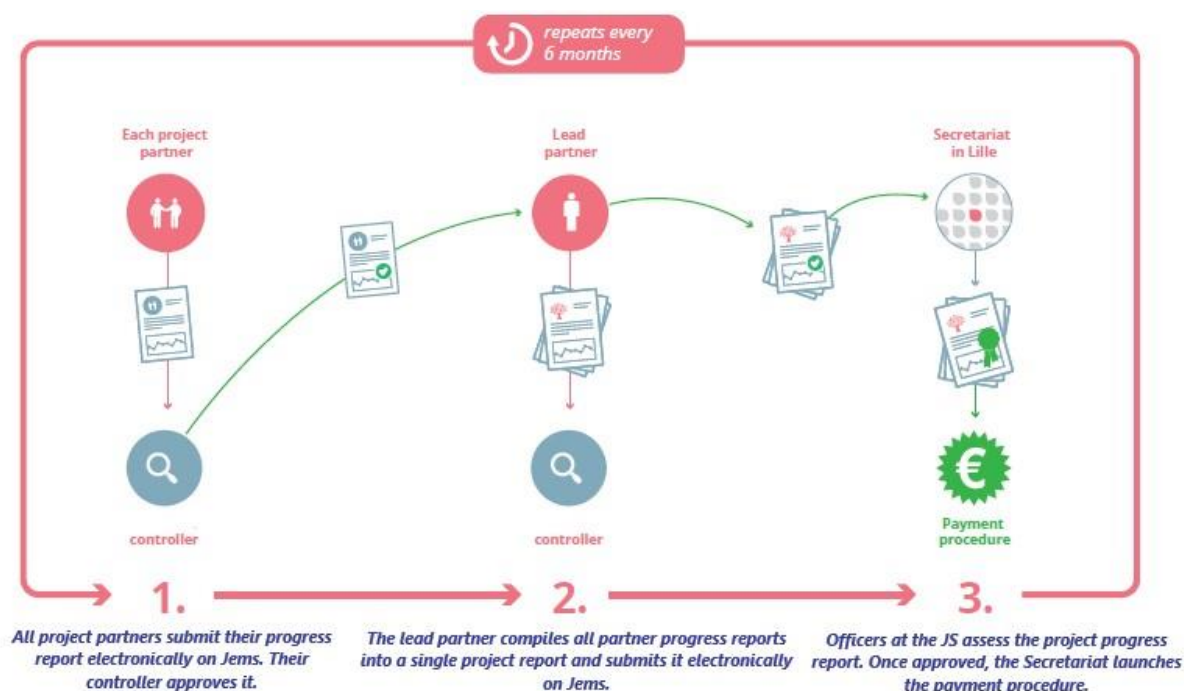 repeats every
6 months
Each project
partner
Lead
partner
Secretariat
in Lille
controller
controller
Payment
procedure
1.
2.
3.
All project partners submit their progress
report electronically on Jems. Their
controller approves it.
The lead partner compiles all partner progress reports
into a single project report and submits it electronically
on Jems.
Officers at the JS assess the project progress
report. Once approved, the Secretariat launches
the payment procedure.